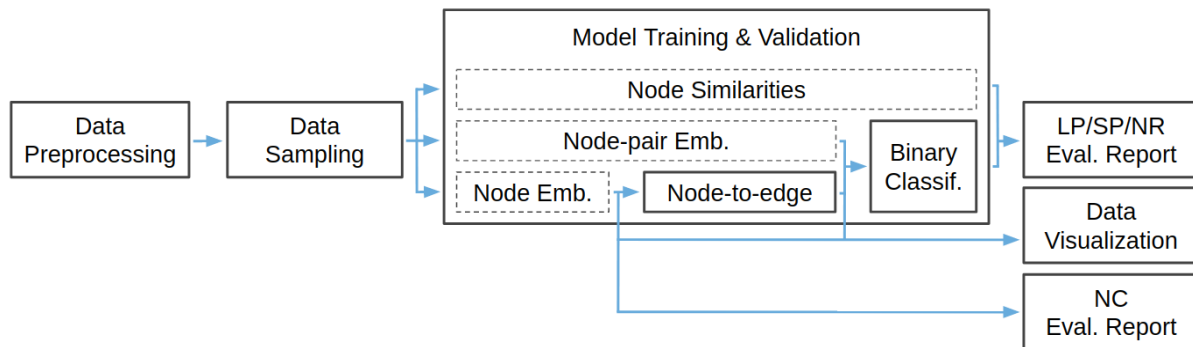 Model Training & Validation
Node Similarities
Data
Preprocessing
Data
Sampling
Node-pair Emb.
Node Emb.
Node-to-edge
Binary
Classif.
LP/SP/NR
Eval. Report
Data
Visualization
NC
Eval. Report